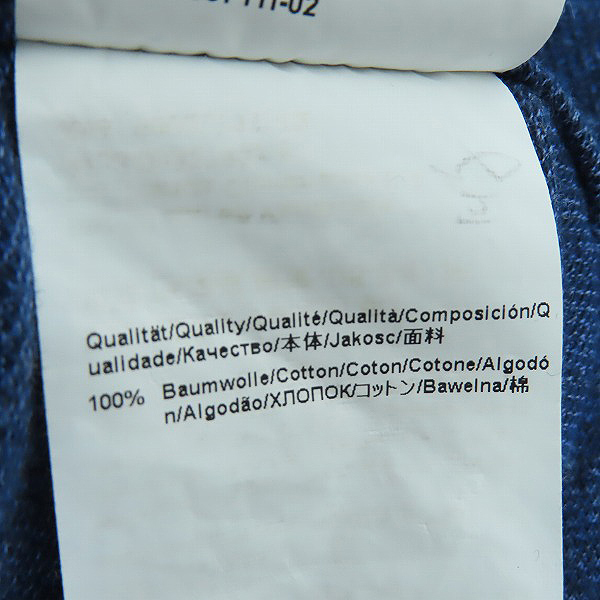 Qualität/Quality/Qualité/Qualità/Composición/Q
ualidade/Качество/本体/Jakosc/面料
100% Baumwolle/Cotton/Coton/Cotone/Algodó
n/Algodão/ХЛОПОК/コットン/Bawelna/棉